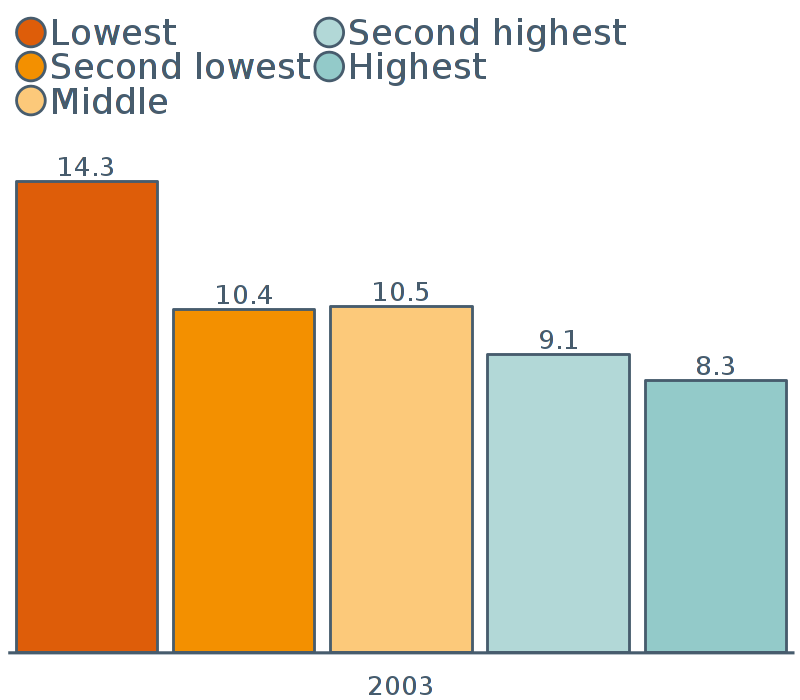 Lowest
Second lowest
Middle
Second highest
Highest
14.3
10.4
10.5
9.1
8.3
2003